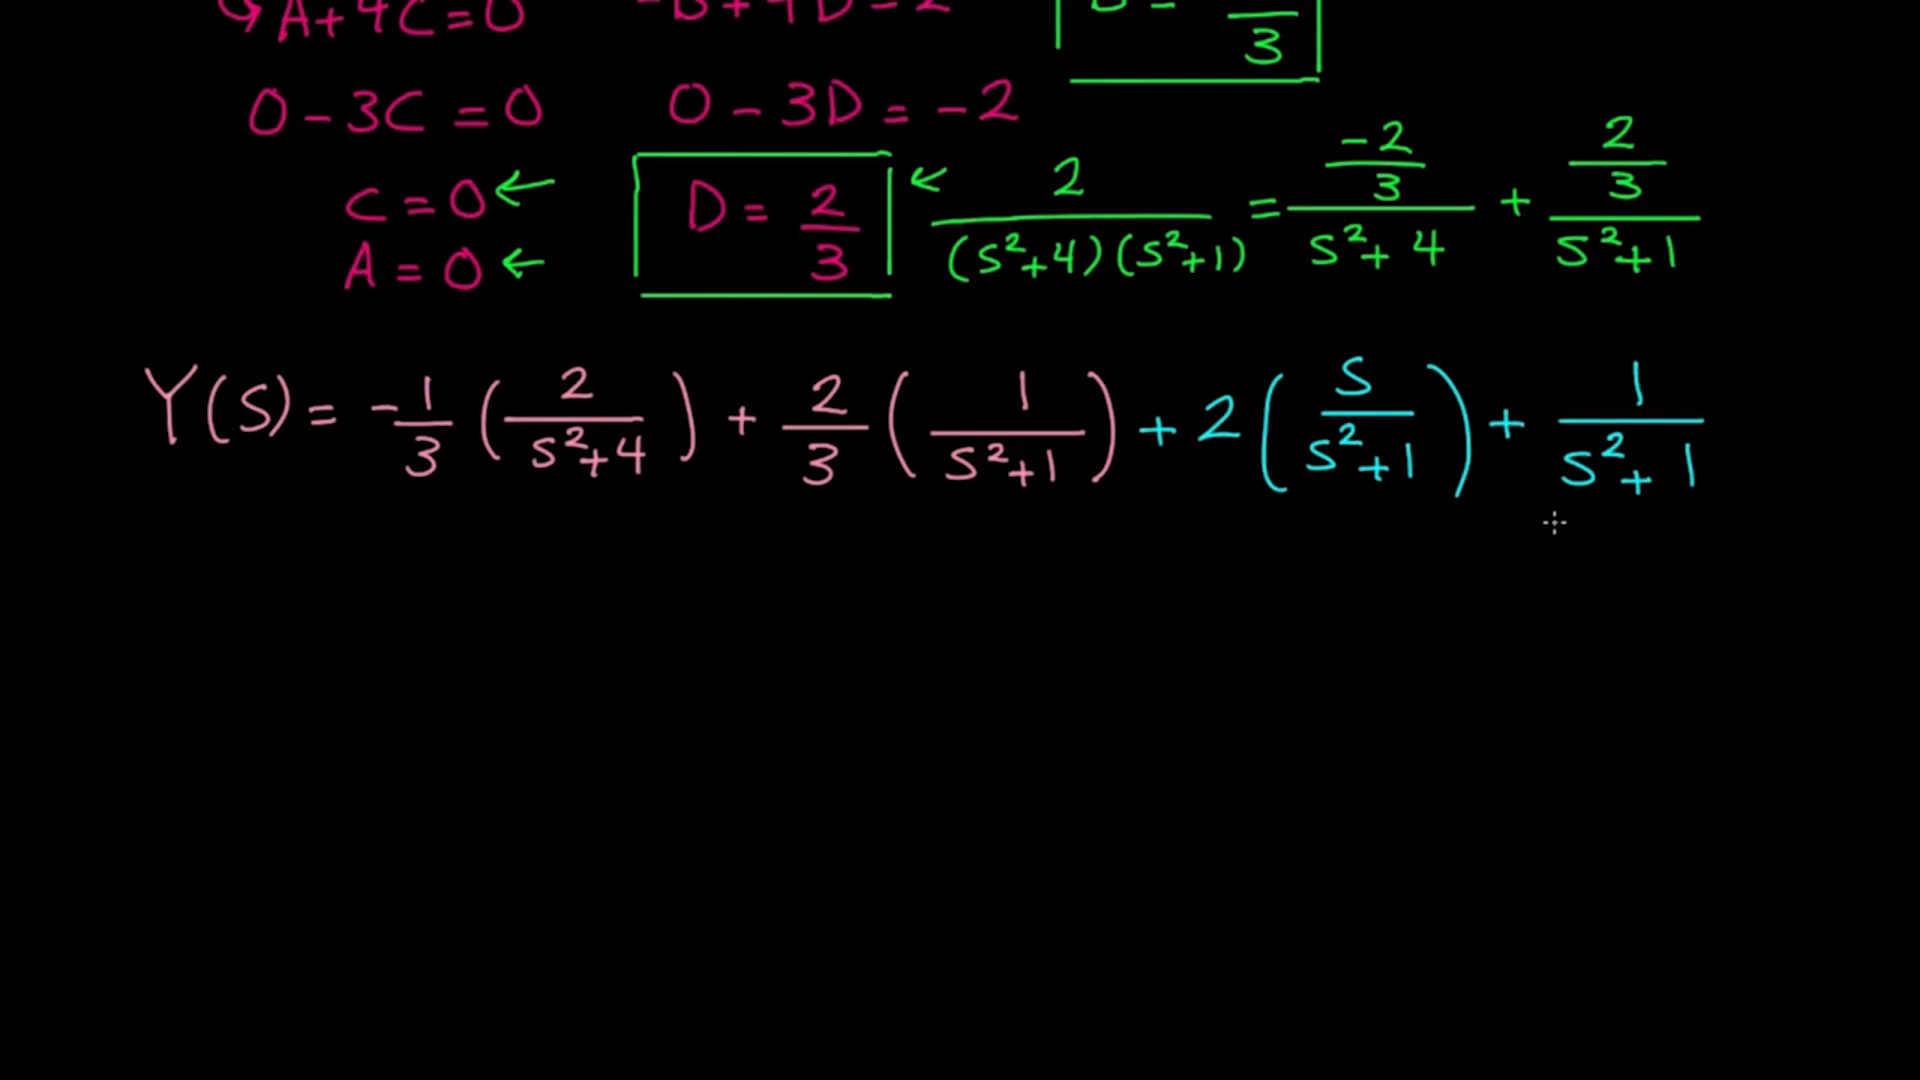 A+4C=0
3
0-3C=0 0-3D=-2
C=0 D=2/3 2/((S²+4)(S²+1)) = (-2/3)/(S²+4) + (2/3)/(S²+1)
A=0
Y(S)= -1/3 (2/(S²+4)) + 2/3 (1/(S²+1)) + 2(S/(S²+1)) + 1/(S²+1)